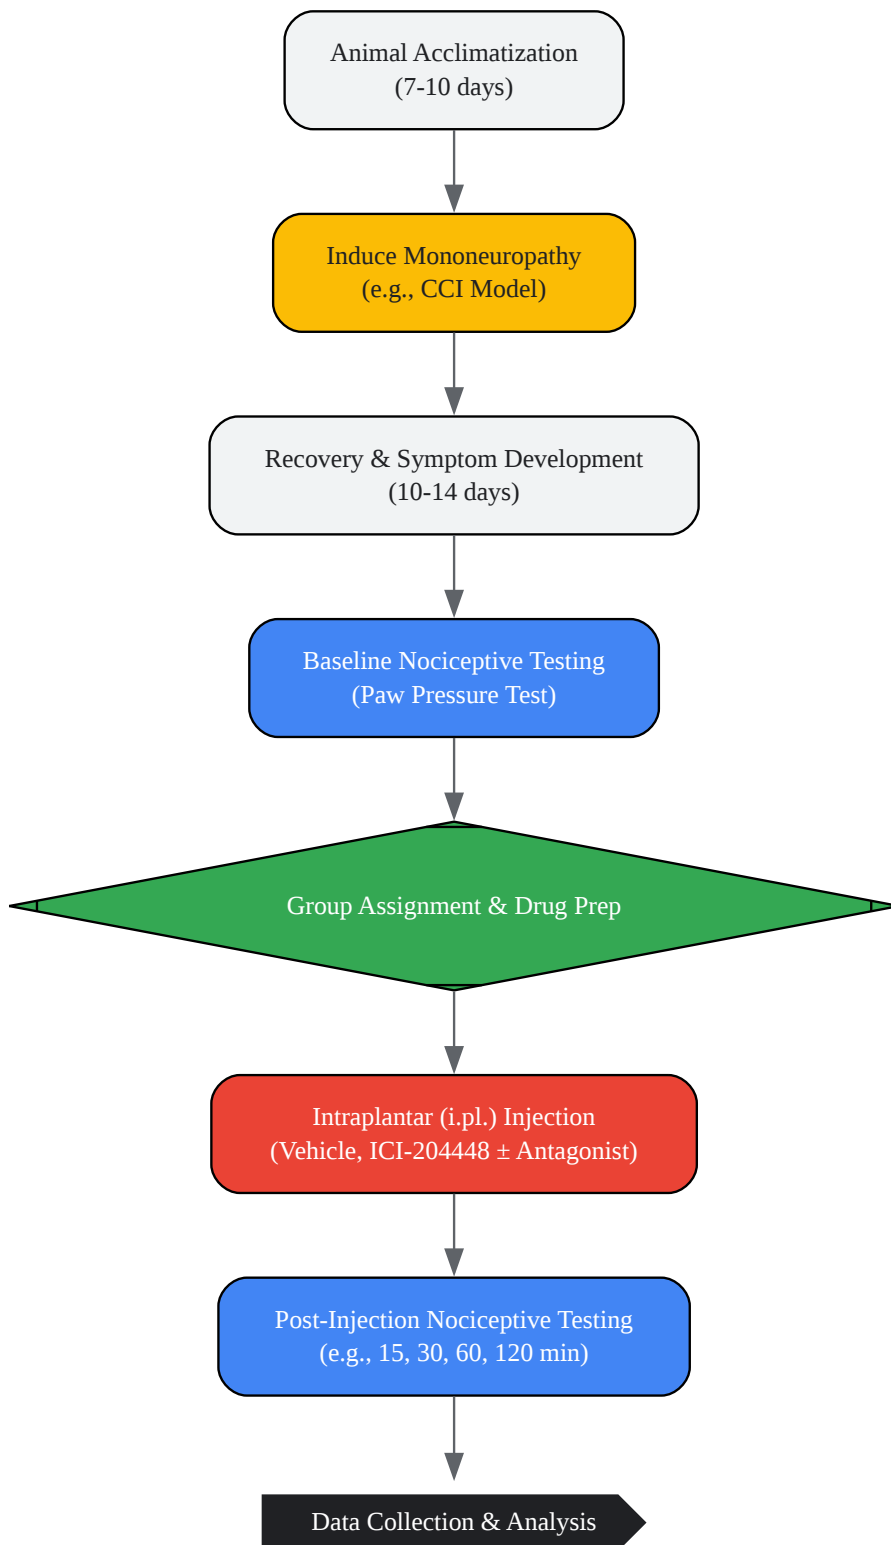 Animal Acclimatization
(7-10 days)
Induce Mononeuropathy
(e.g., CCI Model)
Recovery & Symptom Development
(10-14 days)
Baseline Nociceptive Testing
(Paw Pressure Test)
Group Assignment & Drug Prep
Intraplantar (i.pl.) Injection
(Vehicle, ICI-204448 ± Antagonist)
Post-Injection Nociceptive Testing
(e.g., 15, 30, 60, 120 min)
Data Collection & Analysis